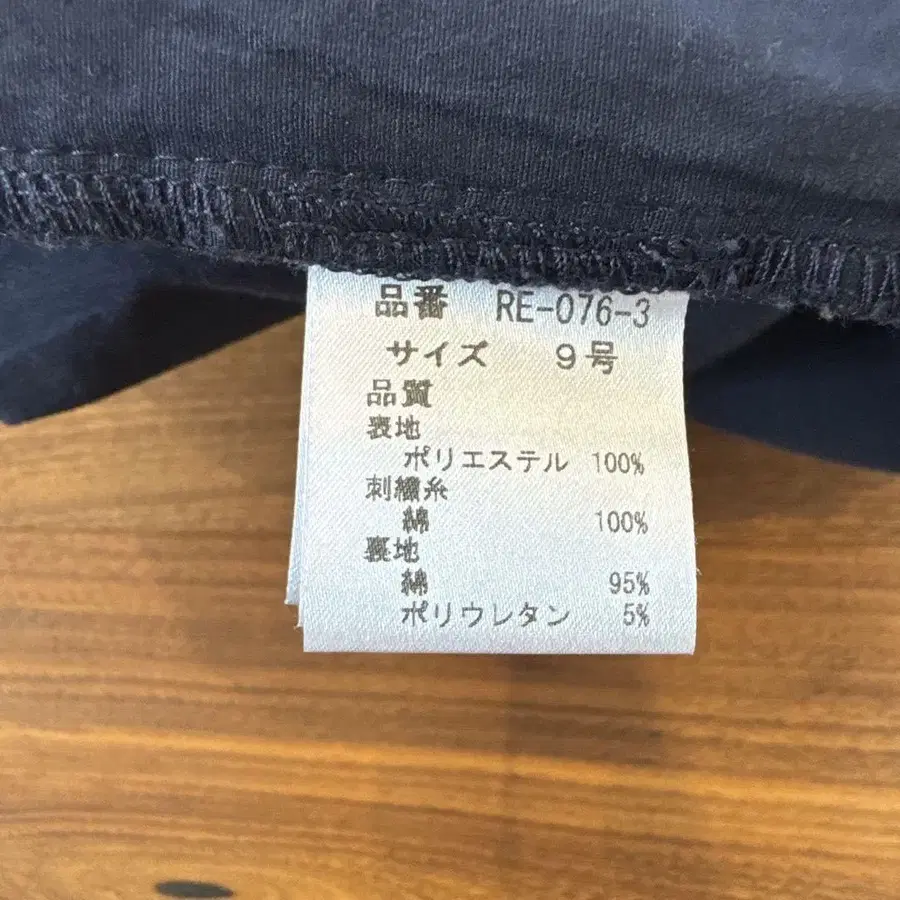 品番 RE-076-3
サイズ 9号
品質
表地
ポリエステル 100%
刺繍糸
綿 100%
裏地
綿 95%
ポリウレタン 5%